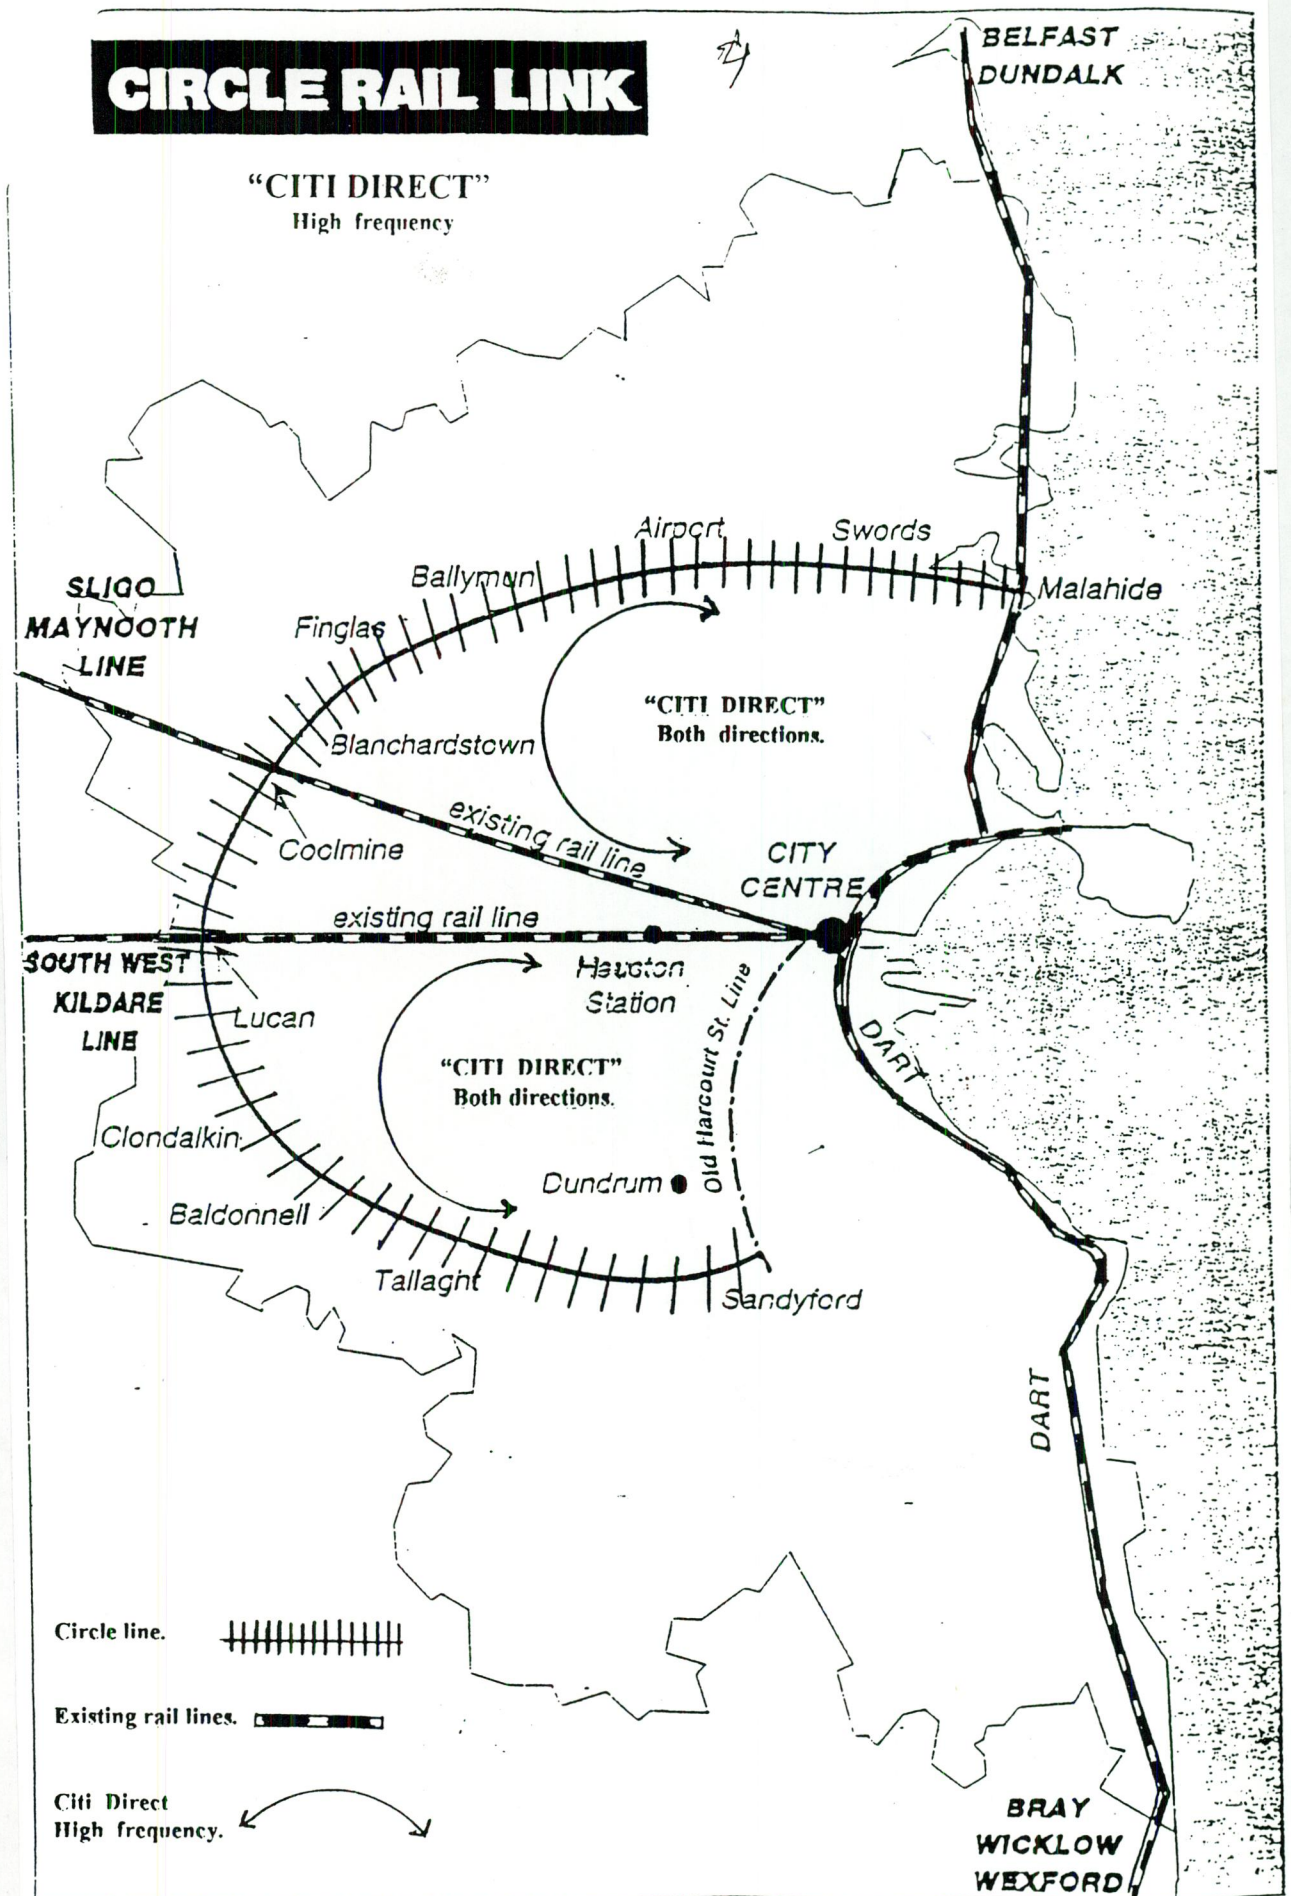 CIRCLE RAIL LINK
"CITI DIRECT"
High frequency
BELFAST
DUNDALK
Airport
Swords
Ballymun
Malahide
SLIGO
MAYNOOTH
LINE
Finglas
"CITI DIRECT"
Both directions.
Blanchardstown
existing rail line
Coolmine
CITY
CENTRE
existing rail line
SOUTH WEST
KILDARE
LINE
Heuston
Station
Lucan
Old Harcourt St. Line
DART
"CITI DIRECT"
Both directions.
Clondalkin
Dundrum
Baldonnell
Tallaght
Sandyford
DART
Circle line.
Existing rail lines.
Citi Direct
High frequency.
BRAY
WICKLOW
WEXFORD